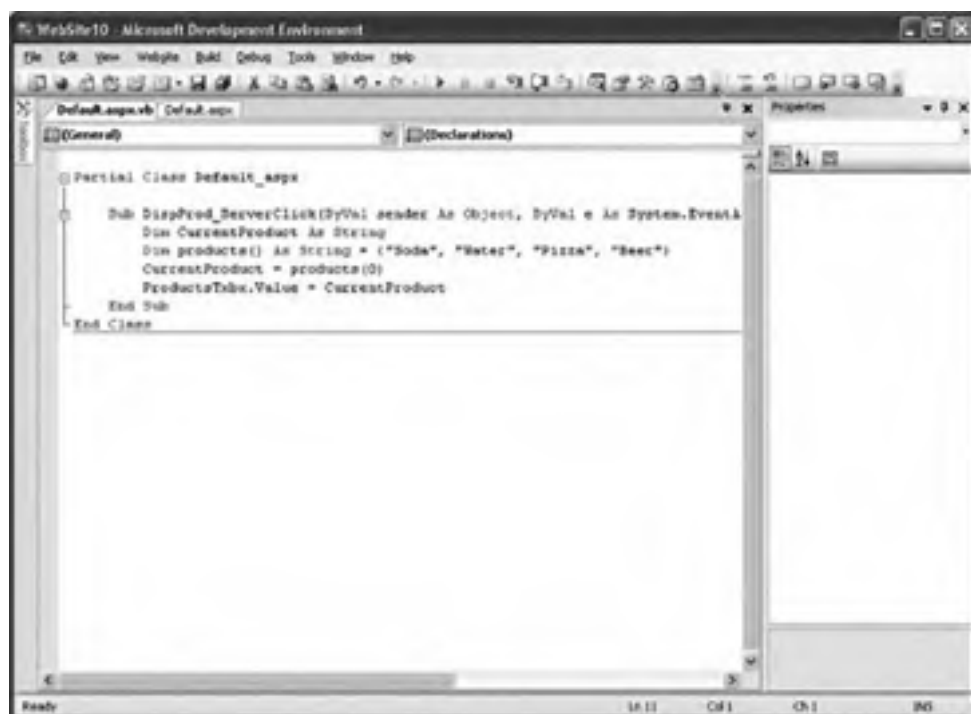 WebSite10 - Microsoft Development Environment
File Edit View Website Build Debug Tools Window Help
Default.aspx.vb Default.aspx
Properties
(General) (Declarations)
Partial Class Default_aspx
Sub DispProd_ServerClick(ByVal sender As Object, ByVal e As System.EventA
Dim CurrentProduct As String
Dim products() As String = {"Soda", "Water", "Pizza", "Beer"}
CurrentProduct = products(0)
ProductsTxbx.Value = CurrentProduct
End Sub
End Class
Ready Ln 11 Col 1 Ch 1 INS